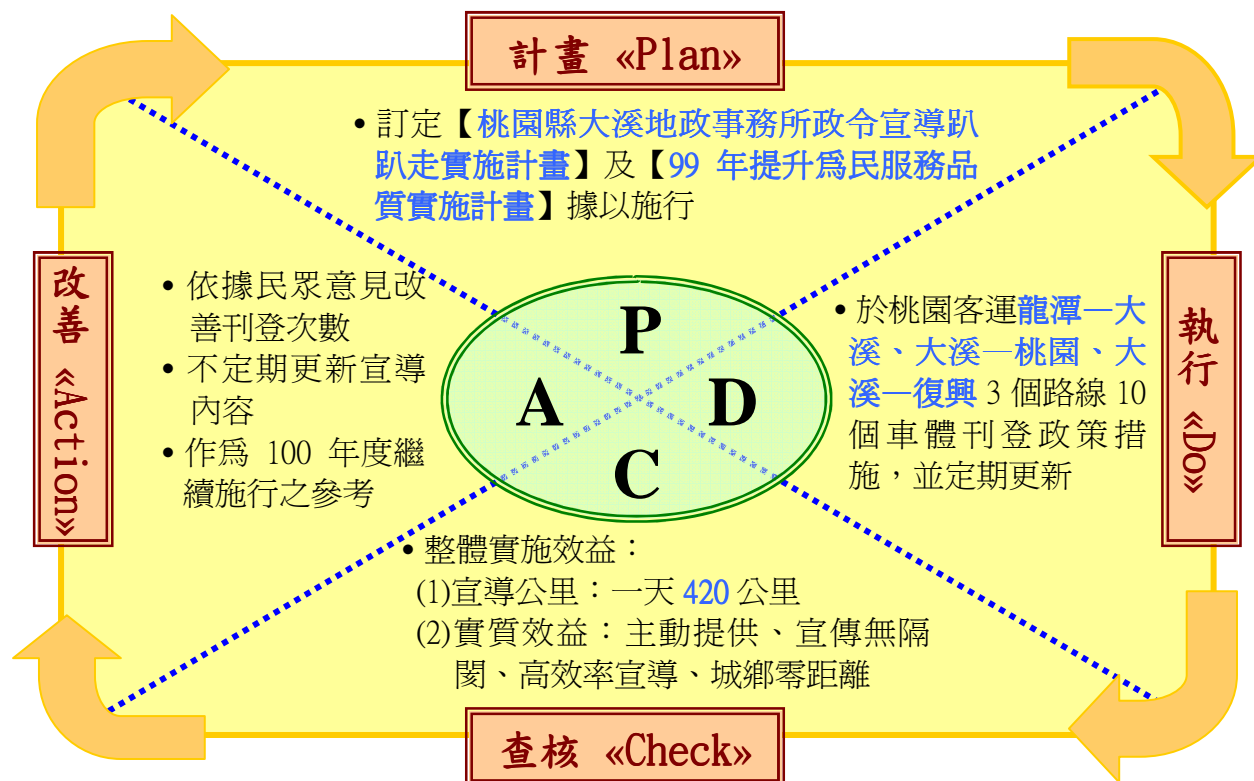 計畫 «Plan»
• 訂定【桃園縣大溪地政事務所政令宣導趴
趴走實施計畫】及【99 年提升為民服務品
質實施計畫】據以施行
改善 «Action»
• 依據民眾意見改
善刊登次數
• 不定期更新宣導
內容
• 作為 100 年度繼
續施行之參考
P
A
D
C
• 於桃園客運龍潭—大
溪、大溪—桃園、大
溪—復興 3 個路線 10
個車體刊登政策措
施，並定期更新
執行 «Do»
• 整體實施效益：
(1)宣導公里：一天 420 公里
(2)實質效益：主動提供、宣傳無隔
閡、高效率宣導、城鄉零距離
查核 «Check»